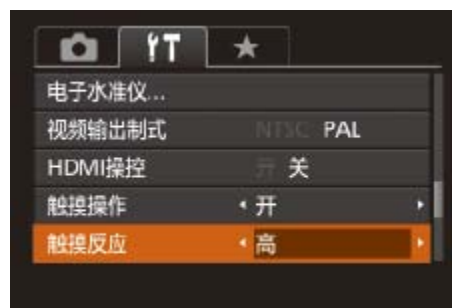 电子水准仪...
视频输出制式 NTSC PAL
HDMI操控 开 关
触摸操作 开
触摸反应 高